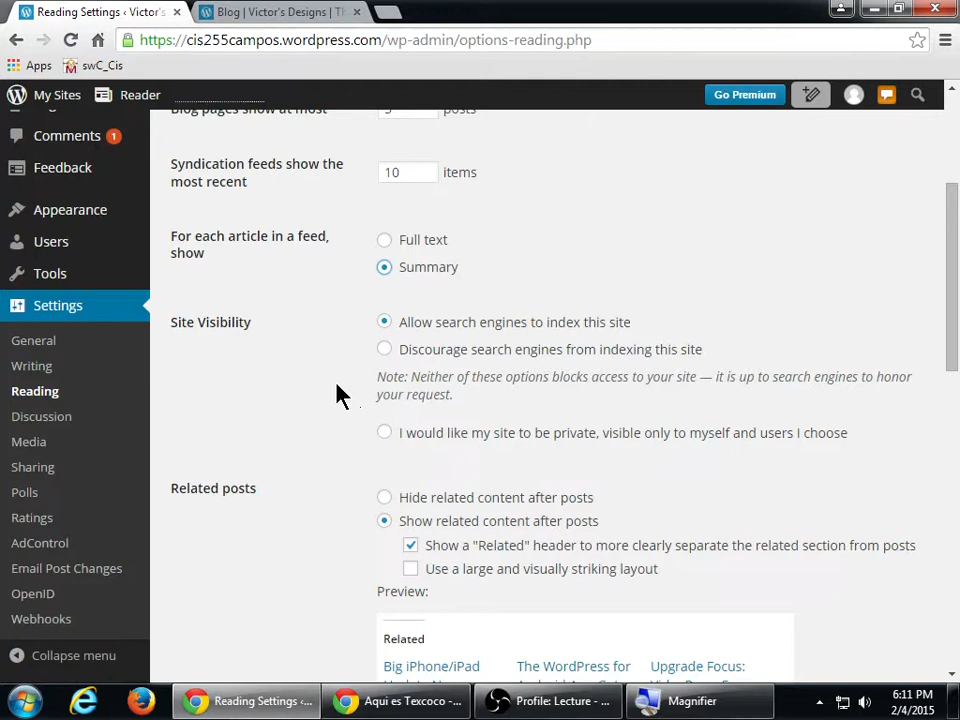 Reading Settings ‹ Victor's
Blog | Victor's Designs | Th
https://cis255campos.wordpress.com/wp-admin/options-reading.php
Apps swC_Cis
My Sites Reader Go Premium
Blog pages show at most posts
Comments 1
Feedback
Appearance
Users
Tools
Settings
General
Writing
Reading
Discussion
Media
Sharing
Polls
Ratings
AdControl
Email Post Changes
OpenID
Webhooks
Collapse menu
Syndication feeds show the
most recent
10 items
For each article in a feed,
show
Full text
Summary
Site Visibility
Allow search engines to index this site
Discourage search engines from indexing this site
Note: Neither of these options blocks access to your site — it is up to search engines to honor
your request.
I would like my site to be private, visible only to myself and users I choose
Related posts
Hide related content after posts
Show related content after posts
Show a "Related" header to more clearly separate the related section from posts
Use a large and visually striking layout
Preview:
Related
Big iPhone/iPad
The WordPress for
Upgrade Focus:
Reading Settings ‹...
Aqui es Texcoco - ...
Profile: Lecture - ...
Magnifier
6:11 PM
2/4/2015